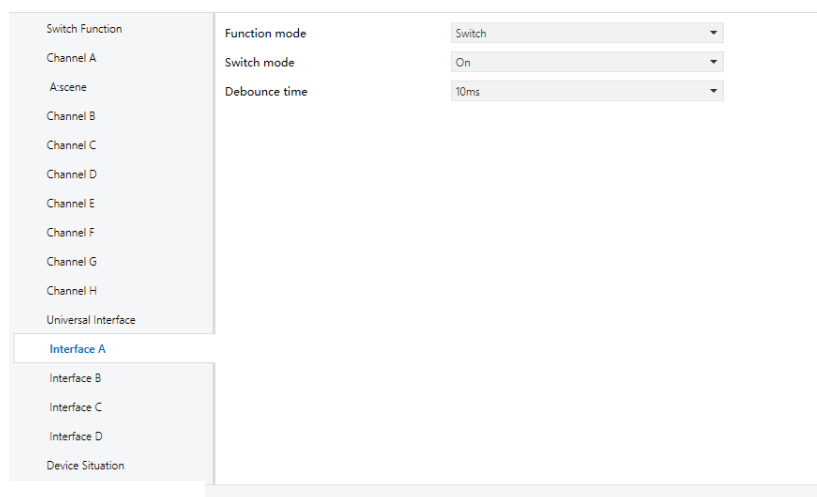 Switch Function
Channel A
A:scene
Channel B
Channel C
Channel D
Channel E
Channel F
Channel G
Channel H
Universal Interface
Interface A
Interface B
Interface C
Interface D
Device Situation
Function mode Switch
Switch mode On
Debounce time 10ms